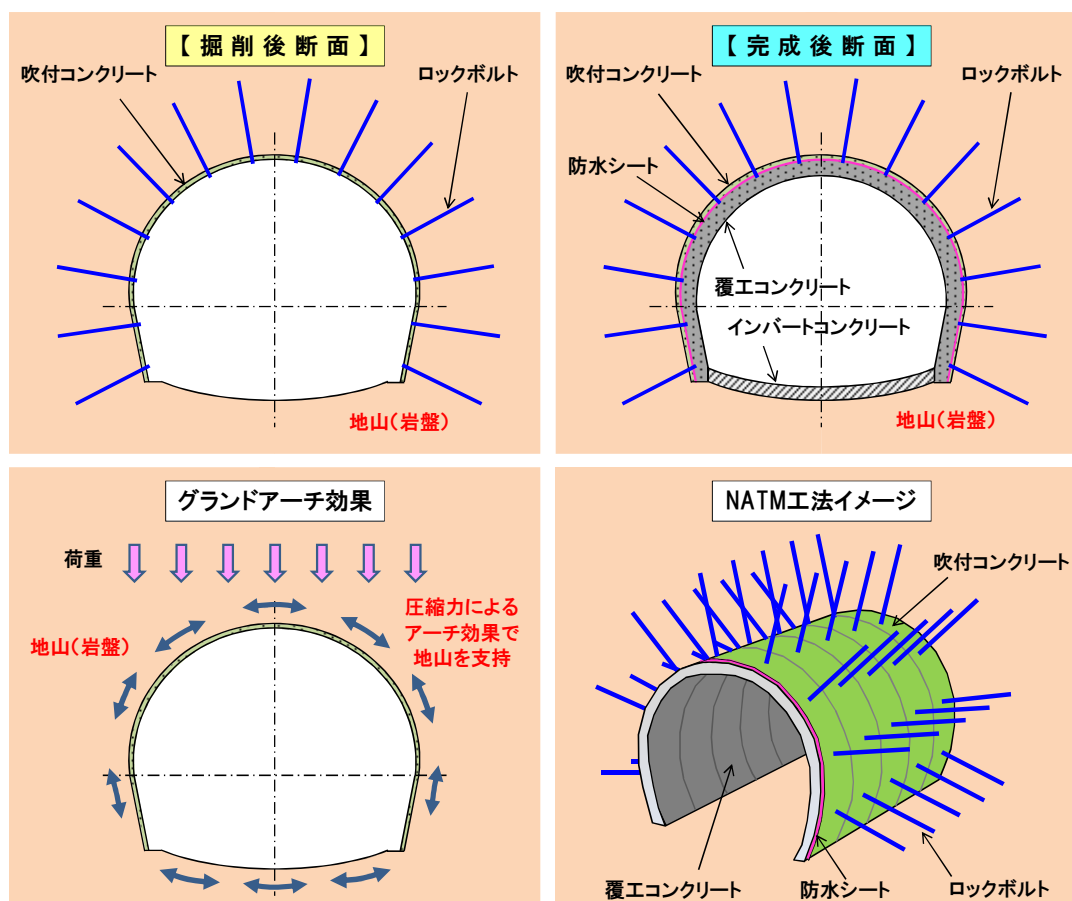 【 掘 削 後 断 面 】
吹付コンクリート
ロックボルト
地山(岩盤)
【 完 成 後 断 面 】
吹付コンクリート
ロックボルト
防水シート
覆工コンクリート
インバートコンクリート
地山(岩盤)
グランドアーチ効果
荷重
地山(岩盤)
圧縮力による
アーチ効果で
地山を支持
NATM工法イメージ
吹付コンクリート
覆工コンクリート
防水シート
ロックボルト